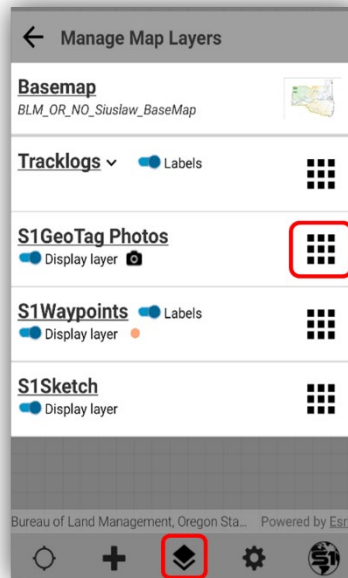 Manage Map Layers
Basemap
BLM_OR_NO_Siuslaw_BaseMap
Tracklogs Labels
S1GeoTag Photos
Display layer
S1Waypoints Labels
Display layer
S1Sketch
Display layer
Bureau of Land Management, Oregon Sta... Powered by Esri
S1